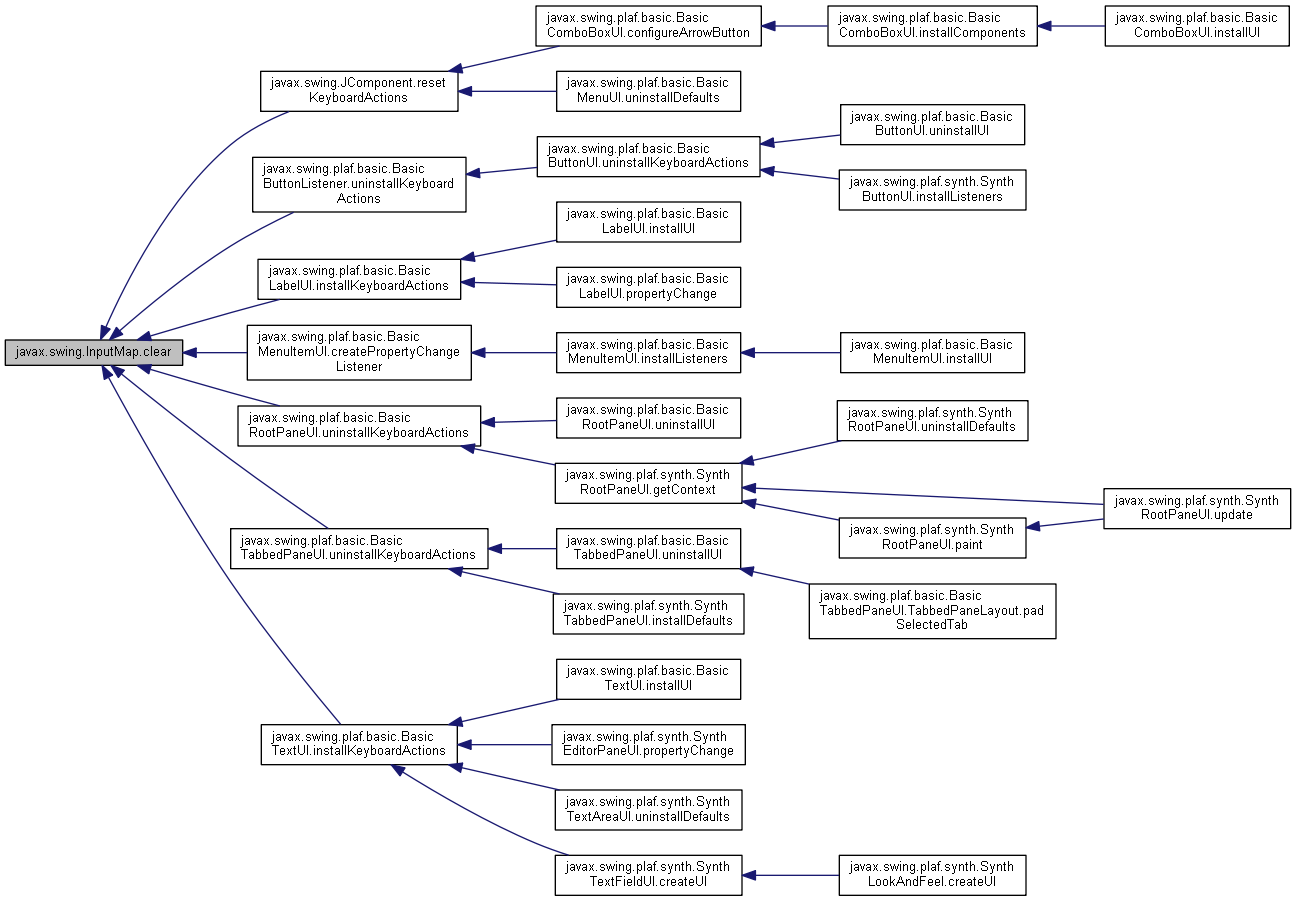 javax.swing.plaf.basic.Basic
ComboBoxUI.configureArrowButton
javax.swing.plaf.basic.Basic
ComboBoxUI.installComponents
javax.swing.plaf.basic.Basic
ComboBoxUI.installUI
javax.swing.JComponent.reset
KeyboardActions
javax.swing.plaf.basic.Basic
MenuUI.uninstallDefaults
javax.swing.plaf.basic.Basic
ButtonUI.uninstallUI
javax.swing.plaf.basic.Basic
ButtonUI.uninstallKeyboardActions
javax.swing.plaf.basic.Basic
ButtonListener.uninstallKeyboard
Actions
javax.swing.plaf.synth.Synth
ButtonUI.installListeners
javax.swing.plaf.basic.Basic
LabelUI.installUI
javax.swing.plaf.basic.Basic
LabelUI.installKeyboardActions
javax.swing.plaf.basic.Basic
LabelUI.propertyChange
javax.swing.InputMap.clear
javax.swing.plaf.basic.Basic
MenuItemUI.createPropertyChange
Listener
javax.swing.plaf.basic.Basic
MenuItemUI.installListeners
javax.swing.plaf.basic.Basic
MenuItemUI.installUI
javax.swing.plaf.basic.Basic
RootPaneUI.uninstallKeyboardActions
javax.swing.plaf.basic.Basic
RootPaneUI.uninstallUI
javax.swing.plaf.synth.Synth
RootPaneUI.uninstallDefaults
javax.swing.plaf.synth.Synth
RootPaneUI.getContext
javax.swing.plaf.synth.Synth
RootPaneUI.update
javax.swing.plaf.synth.Synth
RootPaneUI.paint
javax.swing.plaf.basic.Basic
TabbedPaneUI.uninstallKeyboardActions
javax.swing.plaf.basic.Basic
TabbedPaneUI.uninstallUI
javax.swing.plaf.basic.Basic
TabbedPaneUI.TabbedPaneLayout.pad
SelectedTab
javax.swing.plaf.synth.Synth
TabbedPaneUI.installDefaults
javax.swing.plaf.basic.Basic
TextUI.installUI
javax.swing.plaf.basic.Basic
TextUI.installKeyboardActions
javax.swing.plaf.synth.Synth
EditorPaneUI.propertyChange
javax.swing.plaf.synth.Synth
TextAreaUI.uninstallDefaults
javax.swing.plaf.synth.Synth
TextFieldUI.createUI
javax.swing.plaf.synth.Synth
LookAndFeel.createUI